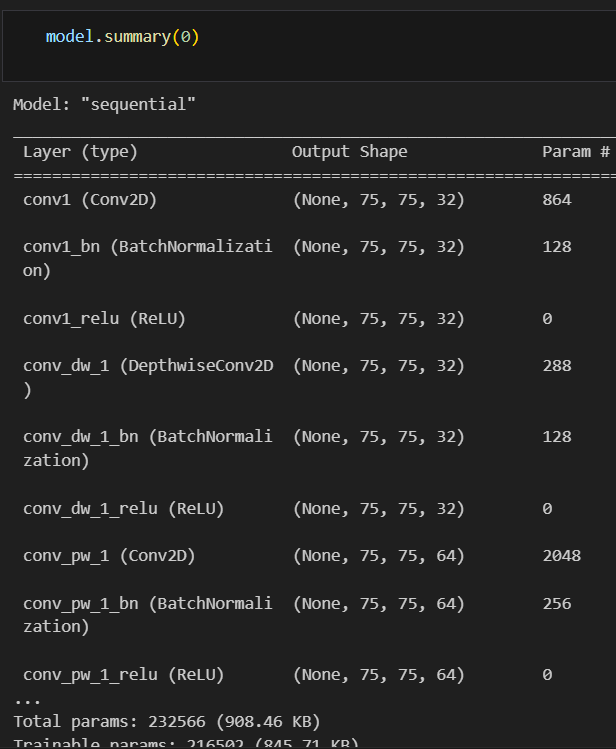 model.summary(0)
Model: "sequential"
Layer (type) Output Shape Param #
conv1 (Conv2D) (None, 75, 75, 32) 864
conv1_bn (BatchNormalizati (None, 75, 75, 32) 128
on)
conv1_relu (ReLU) (None, 75, 75, 32) 0
conv_dw_1 (DepthwiseConv2D (None, 75, 75, 32) 288
)
conv_dw_1_bn (BatchNormali (None, 75, 75, 32) 128
zation)
conv_dw_1_relu (ReLU) (None, 75, 75, 32) 0
conv_pw_1 (Conv2D) (None, 75, 75, 64) 2048
conv_pw_1_bn (BatchNormali (None, 75, 75, 64) 256
zation)
conv_pw_1_relu (ReLU) (None, 75, 75, 64) 0
...
Total params: 232566 (908.46 KB)
Trainable params: 216502 (845.71 KB)